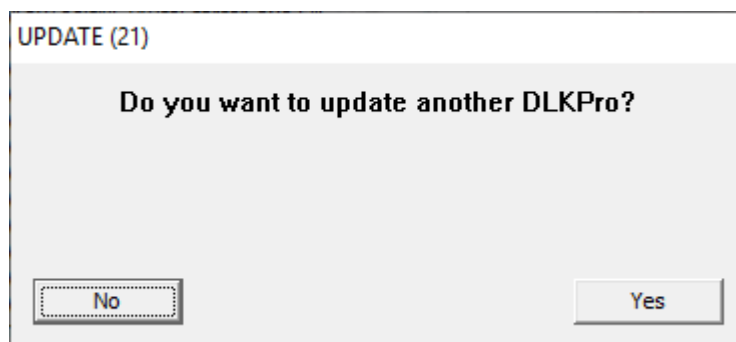 UPDATE (21)
Do you want to update another DLKPro?
No
Yes